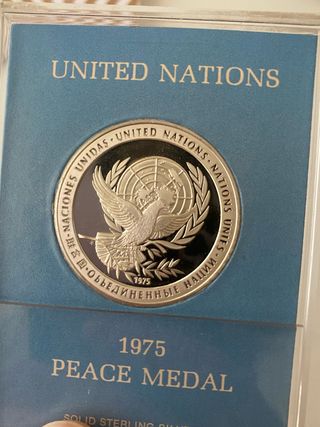 UNITED NATIONS
NACIONES UNIDAS · UNITED NATIONS · NATIONS UNIES · ОБЪЕДИНЕННЫЕ НАЦИИ ·
1975
1975
PEACE MEDAL
SOLID STERLING